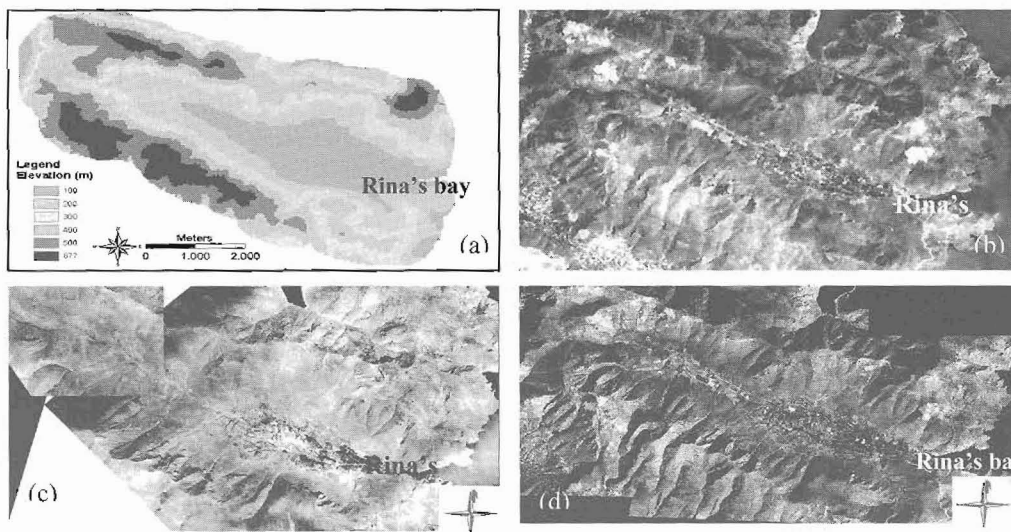 Rina's bay
Legend
Elevation (m)
100
200
300
400
500
677
Meters
0 1.000 2.000
(a)
Rina's
(b)
Rina's
(c)
Rina's ba
(d)